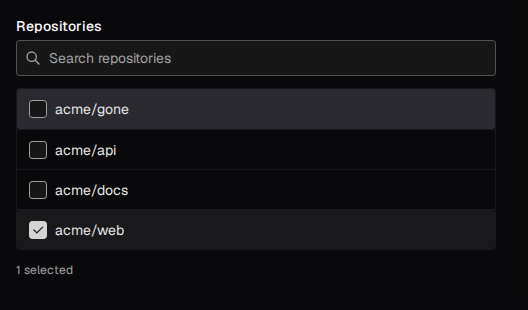 Repositories
Search repositories
acme/gone
acme/api
acme/docs
acme/web
1 selected